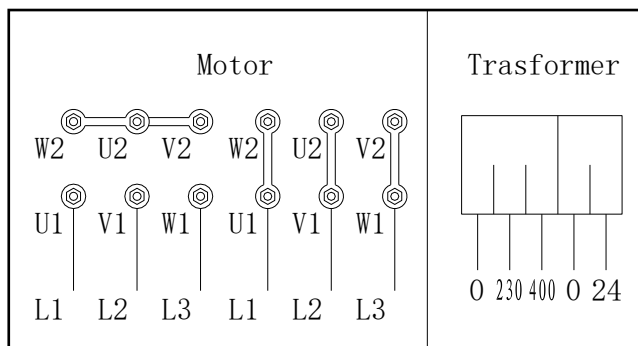 Motor Trasformer
W2 U2 V2 W2 U2 V2
U1 V1 W1 U1 V1 W1
L1 L2 L3 L1 L2 L3
0 230 400 0 24